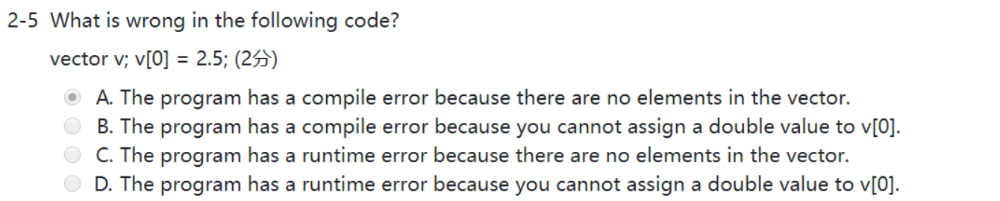 2-5 What is wrong in the following code?
vector v; v[0] = 2.5; (2分)
A. The program has a compile error because there are no elements in the vector.
B. The program has a compile error because you cannot assign a double value to v[0].
C. The program has a runtime error because there are no elements in the vector.
D. The program has a runtime error because you cannot assign a double value to v[0].